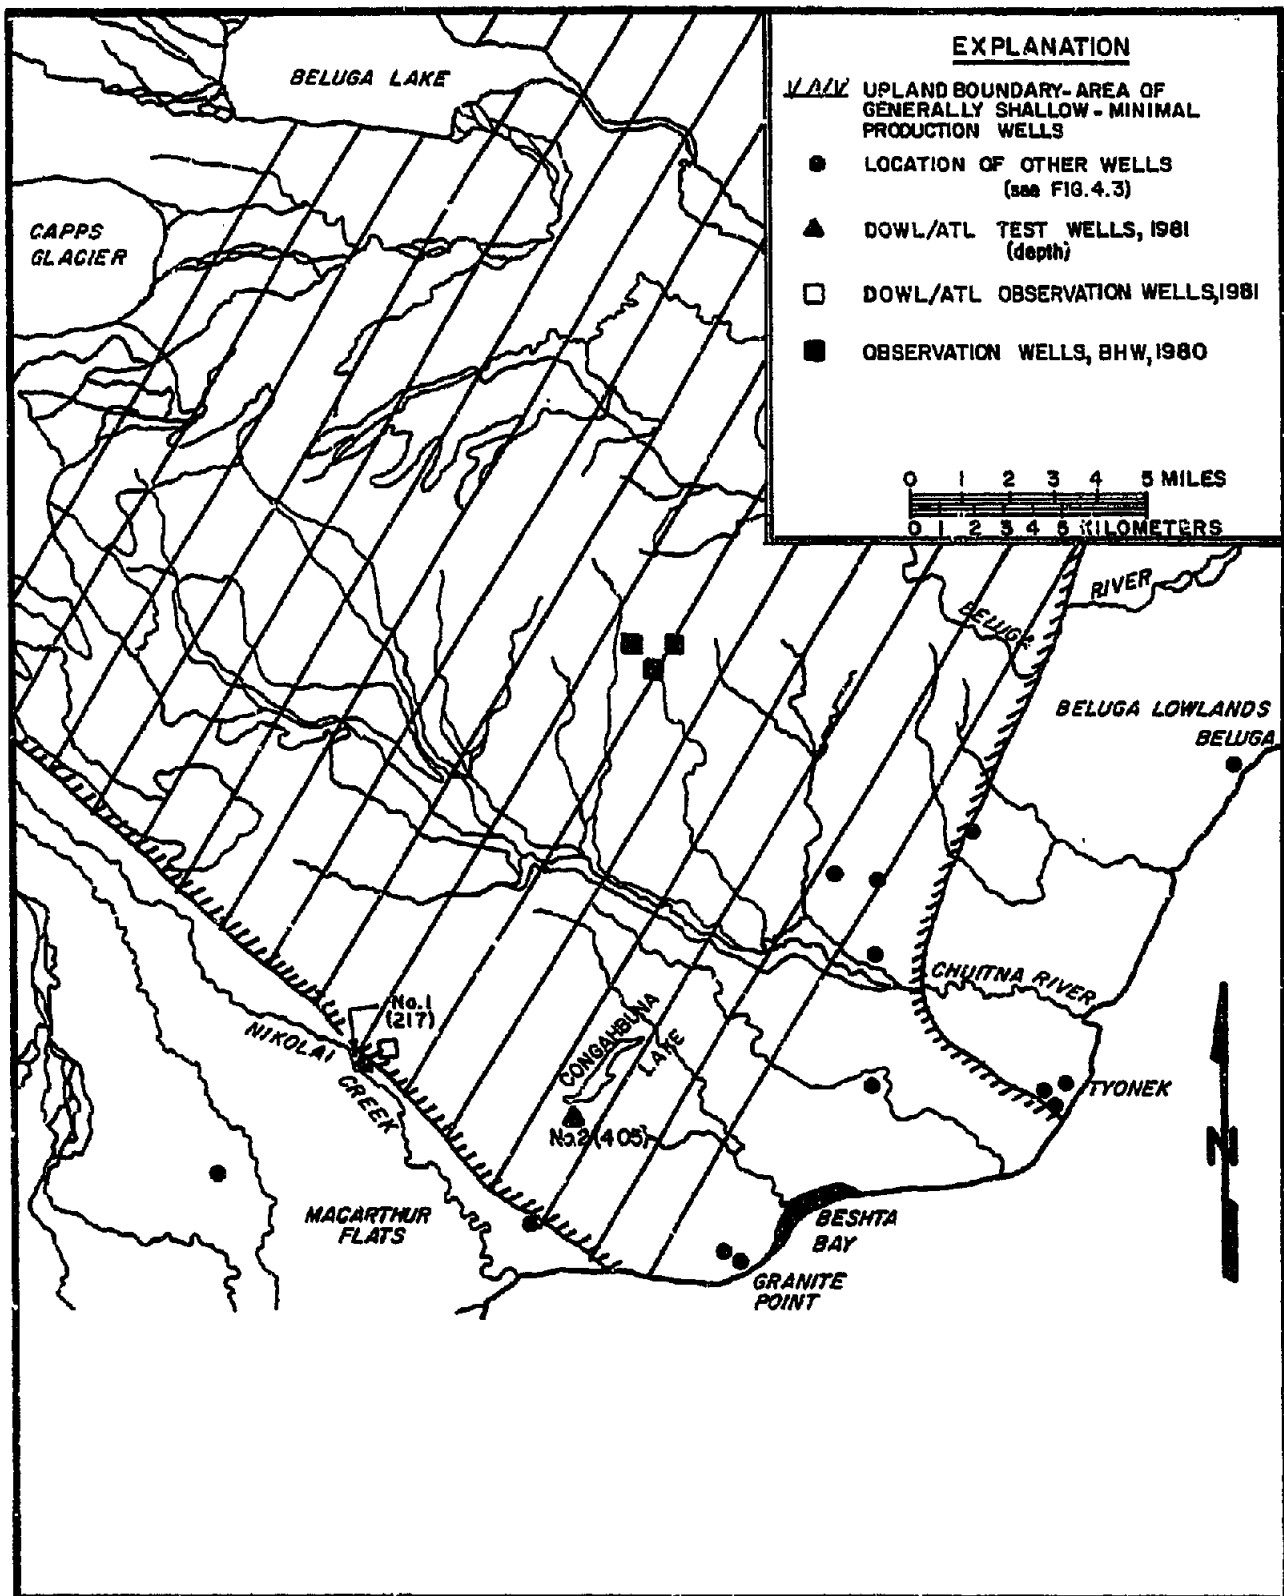 EXPLANATION
UPLAND BOUNDARY-AREA OF
GENERALLY SHALLOW-MINIMAL
PRODUCTION WELLS
LOCATION OF OTHER WELLS
(see FIG.4.3)
DOWL/ATL TEST WELLS, 1981
(depth)
DOWL/ATL OBSERVATION WELLS,1981
OBSERVATION WELLS, BHW, 1980
0 1 2 3 4 5 MILES
0 1 2 3 4 5 KILOMETERS
BELUGA LAKE
CAPPS
GLACIER
BELUGA RIVER
BELUGA LOWLANDS
BELUGA
CHUITNA RIVER
No.1
(217)
NIKOLAI
CREEK
CONGAHBUNA
LAKE
No.2(405)
TYONEK
N
MACARTHUR
FLATS
BESHTA
BAY
GRANITE
POINT